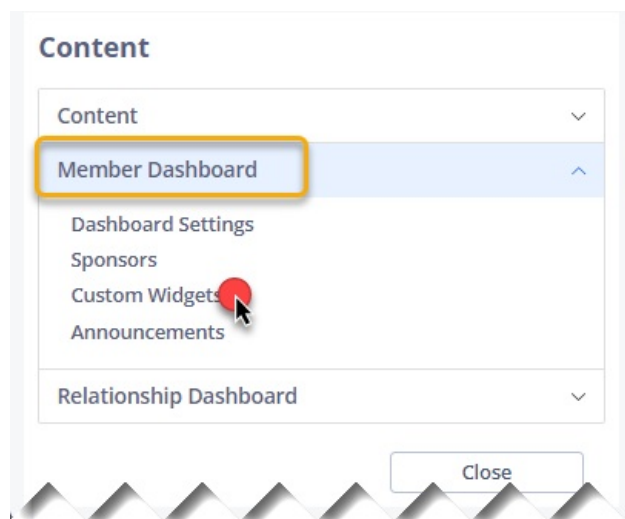 Content
Content
Member Dashboard
Dashboard Settings
Sponsors
Custom Widgets
Announcements
Relationship Dashboard
Close